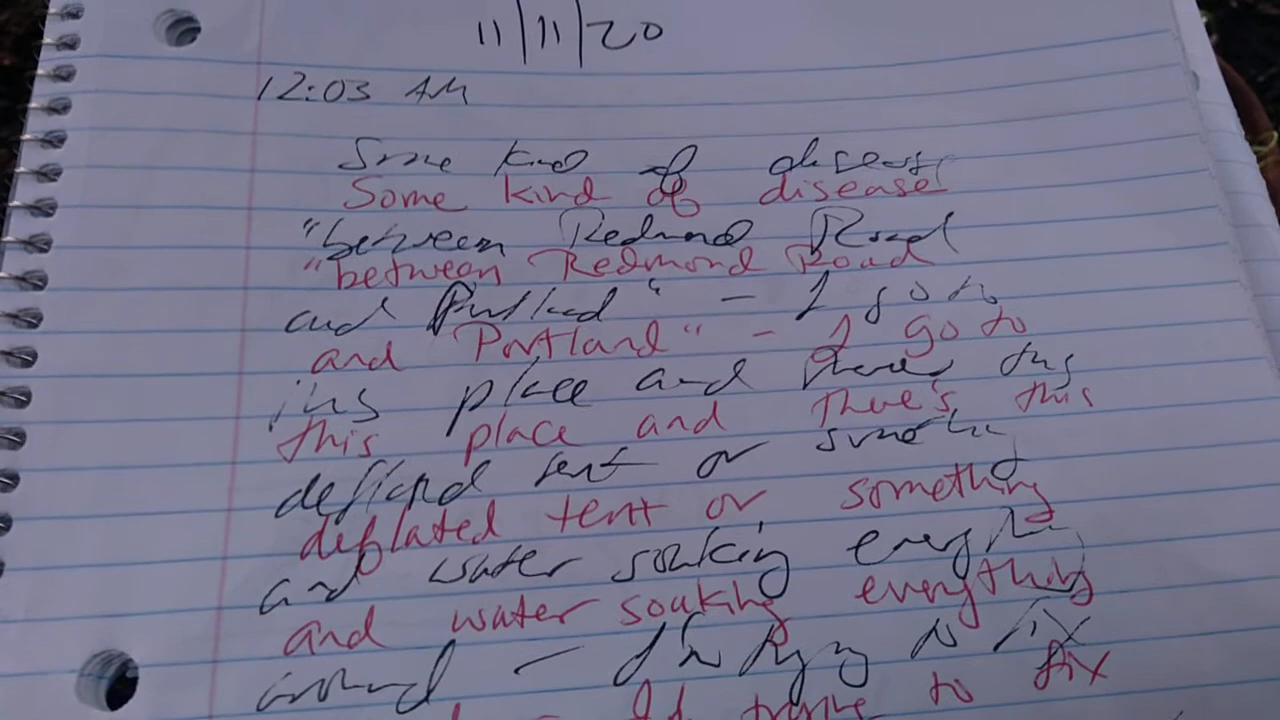 11/11/20
12:03 AM
Some kind of disease
Some kind of disease
"between Redmond Road
"between Redmond Road
and Portland" - I go to
and "Portland" - I go to
this place and there's this
this place and there's this
deflated tent or something
deflated tent or something
and water soaking everything
and water soaking everything
around - I'm trying to fix
to fix